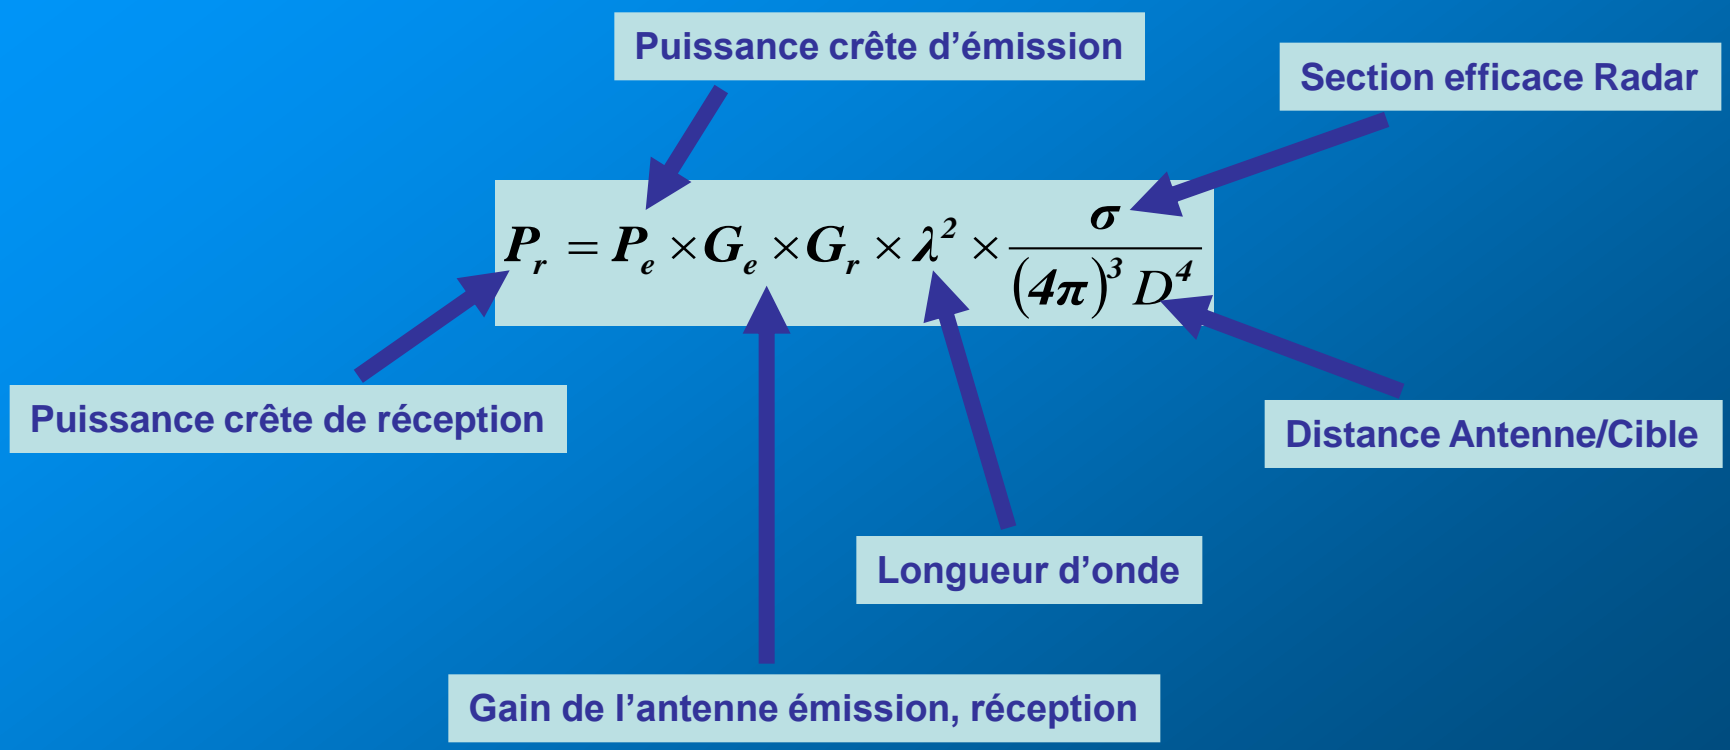 Puissance crête d’émission
Section efficace Radar
P_r = P_e × G_e × G_r × λ^2 × σ / ((4π)^3 D^4)
Puissance crête de réception
Distance Antenne/Cible
Longueur d’onde
Gain de l’antenne émission, réception